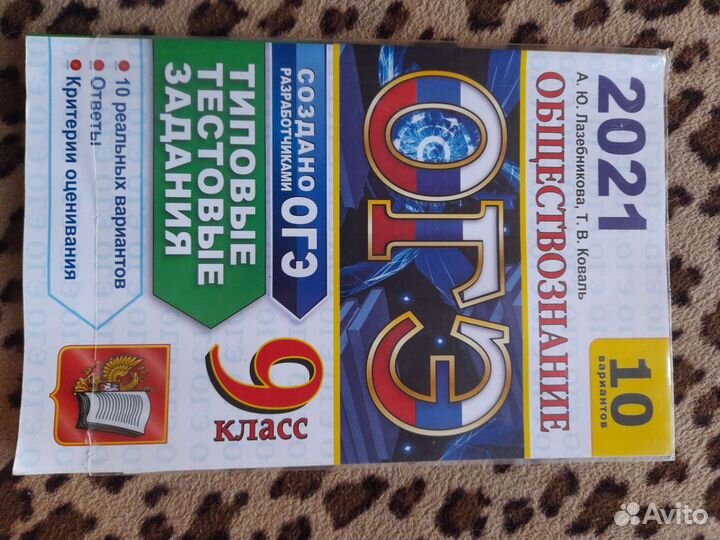 2021
А. Ю. Лазебникова, Т. В. Коваль
ОБЩЕСТВОЗНАНИЕ
10
вариантов
ОГЭ
СОЗДАНО
РАЗРАБОТЧИКАМИ
ОГЭ
ТИПОВЫЕ
ТЕСТОВЫЕ
ЗАДАНИЯ
9
КЛАСС
10 реальных вариантов
Ответы
Критерии оценивания
Avito